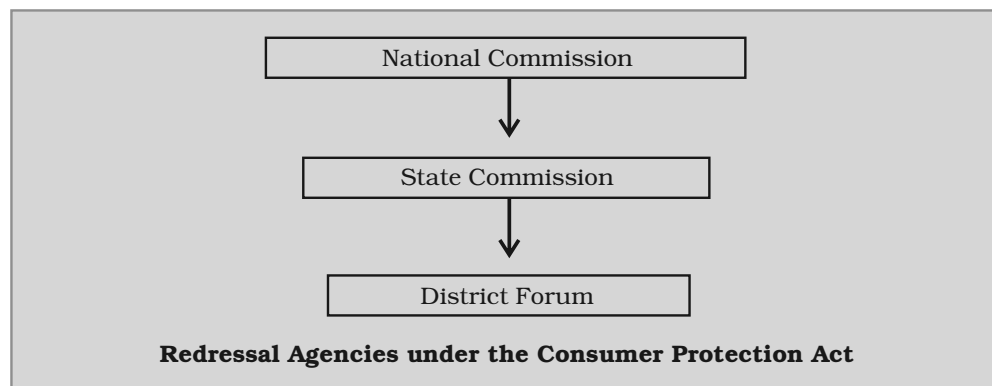 National Commission
State Commission
District Forum
Redressal Agencies under the Consumer Protection Act